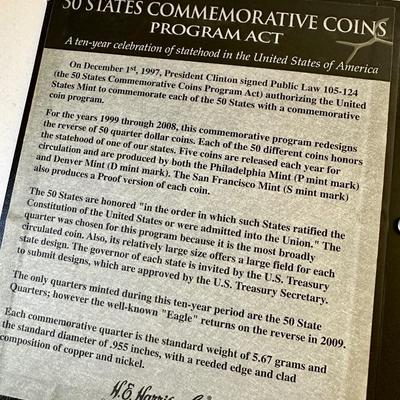 50 STATES COMMEMORATIVE COINS
PROGRAM ACT
A ten-year celebration of statehood in the United States of America
On December 1st, 1997, President Clinton signed Public Law 105-124
(the 50 States Commemorative Coins Program Act) authorizing the United
States Mint to commemorate each of the 50 States with a commemorative
coin program.
For the years 1999 through 2008, this commemorative program redesigns
the reverse of 50 quarter dollar coins. Each of the 50 different coins honors
the statehood of one of our states. Five coins are released each year for
circulation and are produced by both the Philadelphia Mint (P mint mark)
and Denver Mint (D mint mark). The San Francisco Mint (S mint mark)
also produces a Proof version of each coin.
The 50 States are honored "in the order in which such States ratified the
Constitution of the United States or were admitted into the Union." The
quarter was chosen for this program because it is the most broadly
circulated coin. Also, its relatively large size offers a large field for each
state design. The governor of each state is invited by the U.S. Treasury
to submit designs, which are approved by the U.S. Treasury Secretary.
The only quarters minted during this ten-year period are the 50 State
Quarters; however the well-known "Eagle" returns on the reverse in 2009.
Each commemorative quarter is the standard weight of 5.67 grams and
the standard diameter of .955 inches, with a reeded edge and clad
composition of copper and nickel.
H.E. Harris